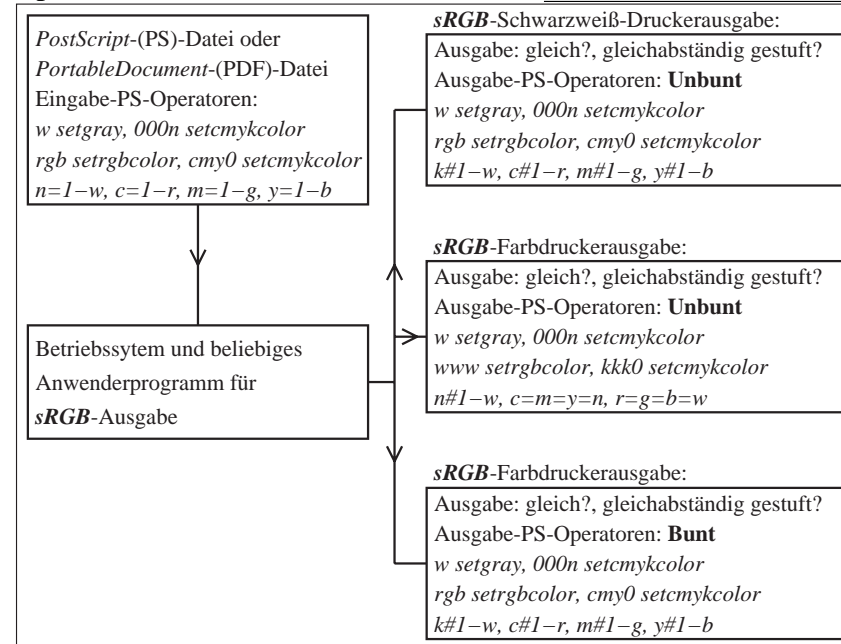 PostScript-(PS)-Datei oder
PortableDocument-(PDF)-Datei
Eingabe-PS-Operatoren:
w setgray, 000n setcmykcolor
rgb setrgbcolor, cmy0 setcmykcolor
n=1−w, c=1−r, m=1−g, y=1−b
Betriebssytem und beliebiges
Anwenderprogramm für
sRGB-Ausgabe
sRGB-Schwarzweiß-Druckerausgabe:
Ausgabe: gleich?, gleichabständig gestuft?
Ausgabe-PS-Operatoren: Unbunt
w setgray, 000n setcmykcolor
rgb setrgbcolor, cmy0 setcmykcolor
k#1−w, c#1−r, m#1−g, y#1−b
sRGB-Farbdruckerausgabe:
Ausgabe: gleich?, gleichabständig gestuft?
Ausgabe-PS-Operatoren: Unbunt
w setgray, 000n setcmykcolor
www setrgbcolor, kkk0 setcmykcolor
n#1−w, c=m=y=n, r=g=b=w
sRGB-Farbdruckerausgabe:
Ausgabe: gleich?, gleichabständig gestuft?
Ausgabe-PS-Operatoren: Bunt
w setgray, 000n setcmykcolor
rgb setrgbcolor, cmy0 setcmykcolor
k#1−w, c#1−r, m#1−g, y#1−b